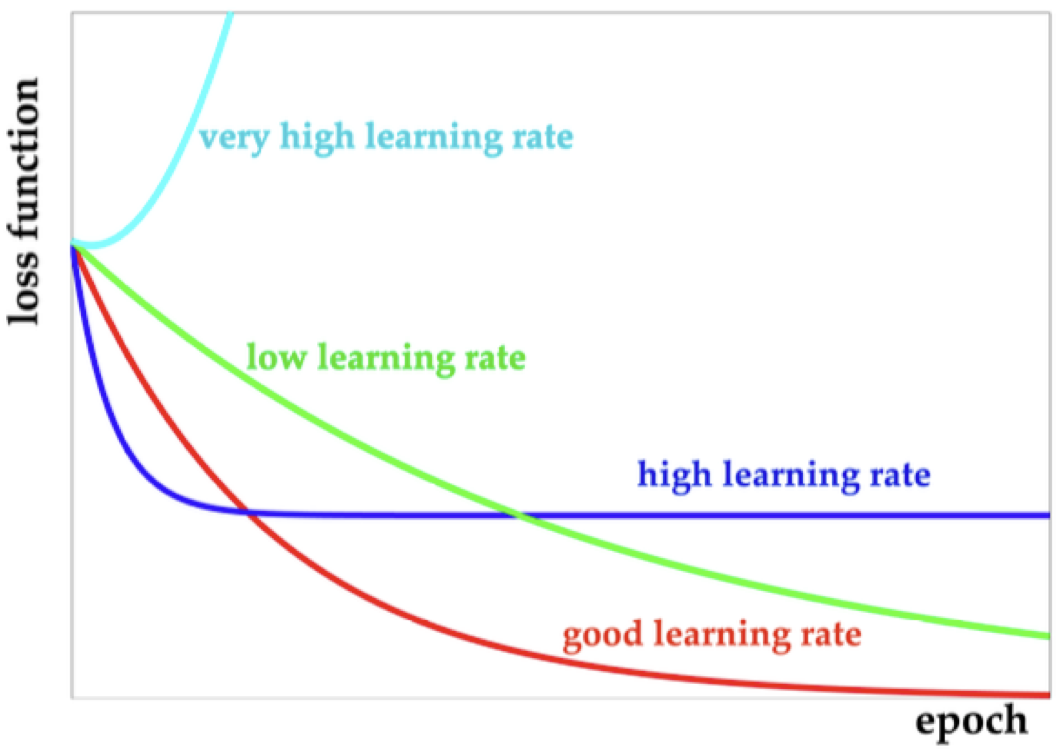 loss function
very high learning rate
low learning rate
high learning rate
good learning rate
epoch